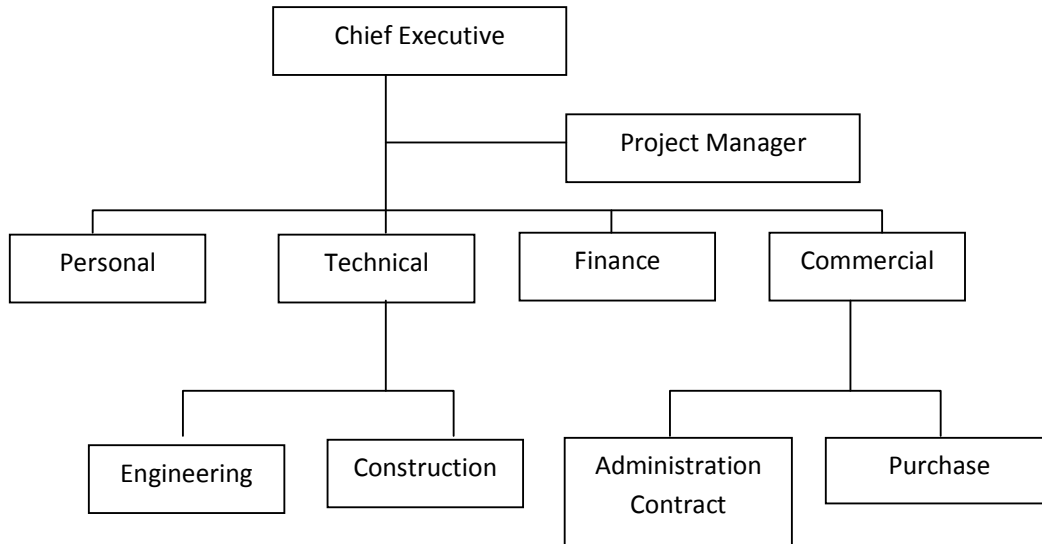 Chief Executive
Project Manager
Personal
Technical
Finance
Commercial
Engineering
Construction
Administration
Contract
Purchase